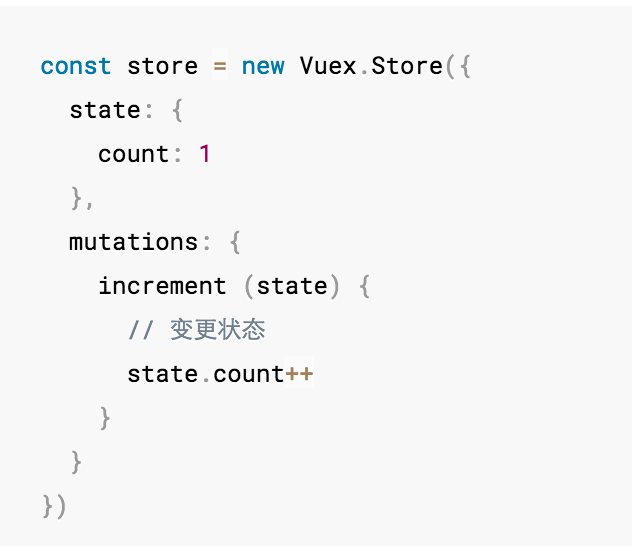 const store = new Vuex.Store({
  state: {
    count: 1
  },
  mutations: {
    increment (state) {
      // 变更状态
      state.count++
    }
  }
})